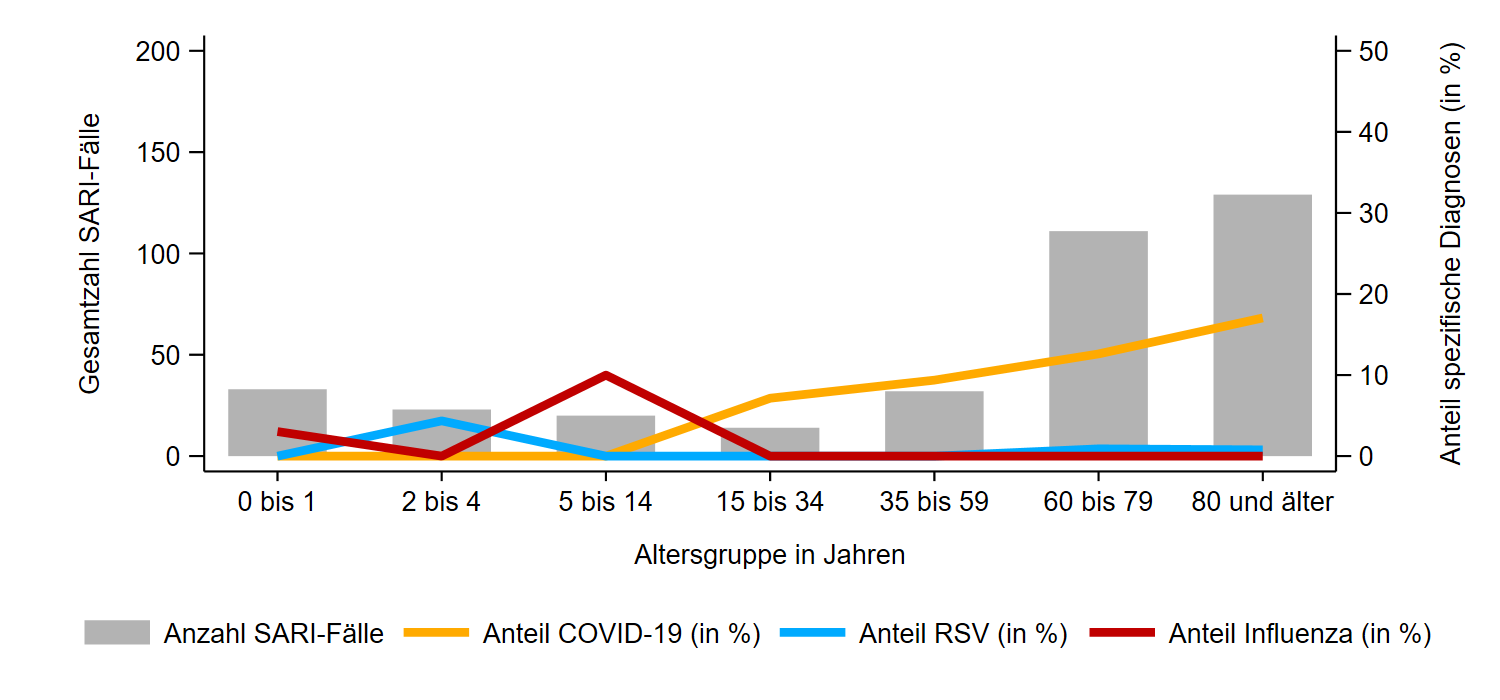 Gesamtzahl SARI-Fälle
200
150
100
50
0
50
40
30
20
10
0
Anteil spezifische Diagnosen (in %)
0 bis 1 2 bis 4 5 bis 14 15 bis 34 35 bis 59 60 bis 79 80 und älter
Altersgruppe in Jahren
Anzahl SARI-Fälle Anteil COVID-19 (in %) Anteil RSV (in %) Anteil Influenza (in %)